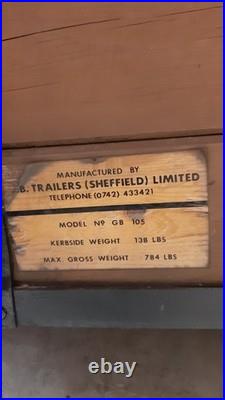 MANUFACTURED BY
.B. TRAILERS (SHEFFIELD) LIMITED
TELEPHONE (0742) 433421
MODEL Nº GB 105
KERBSIDE WEIGHT 138 LBS
MAX. GROSS WEIGHT 784 LBS
watermark